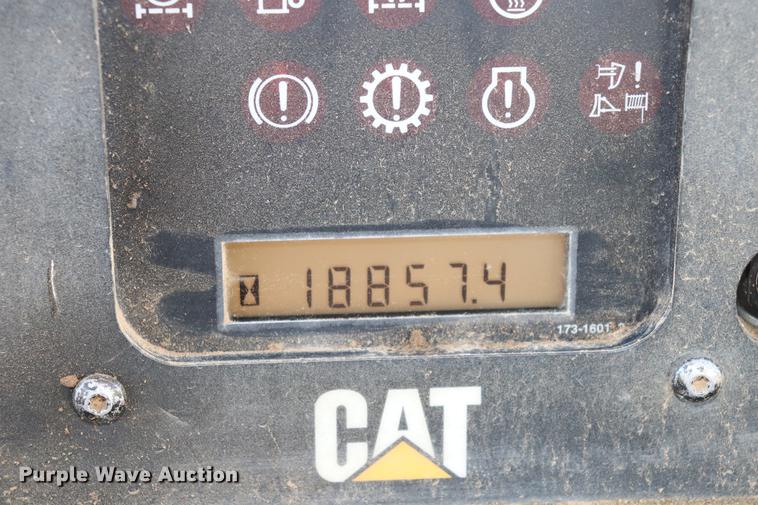 18857.4
173-1601
CAT
Purple Wave Auction